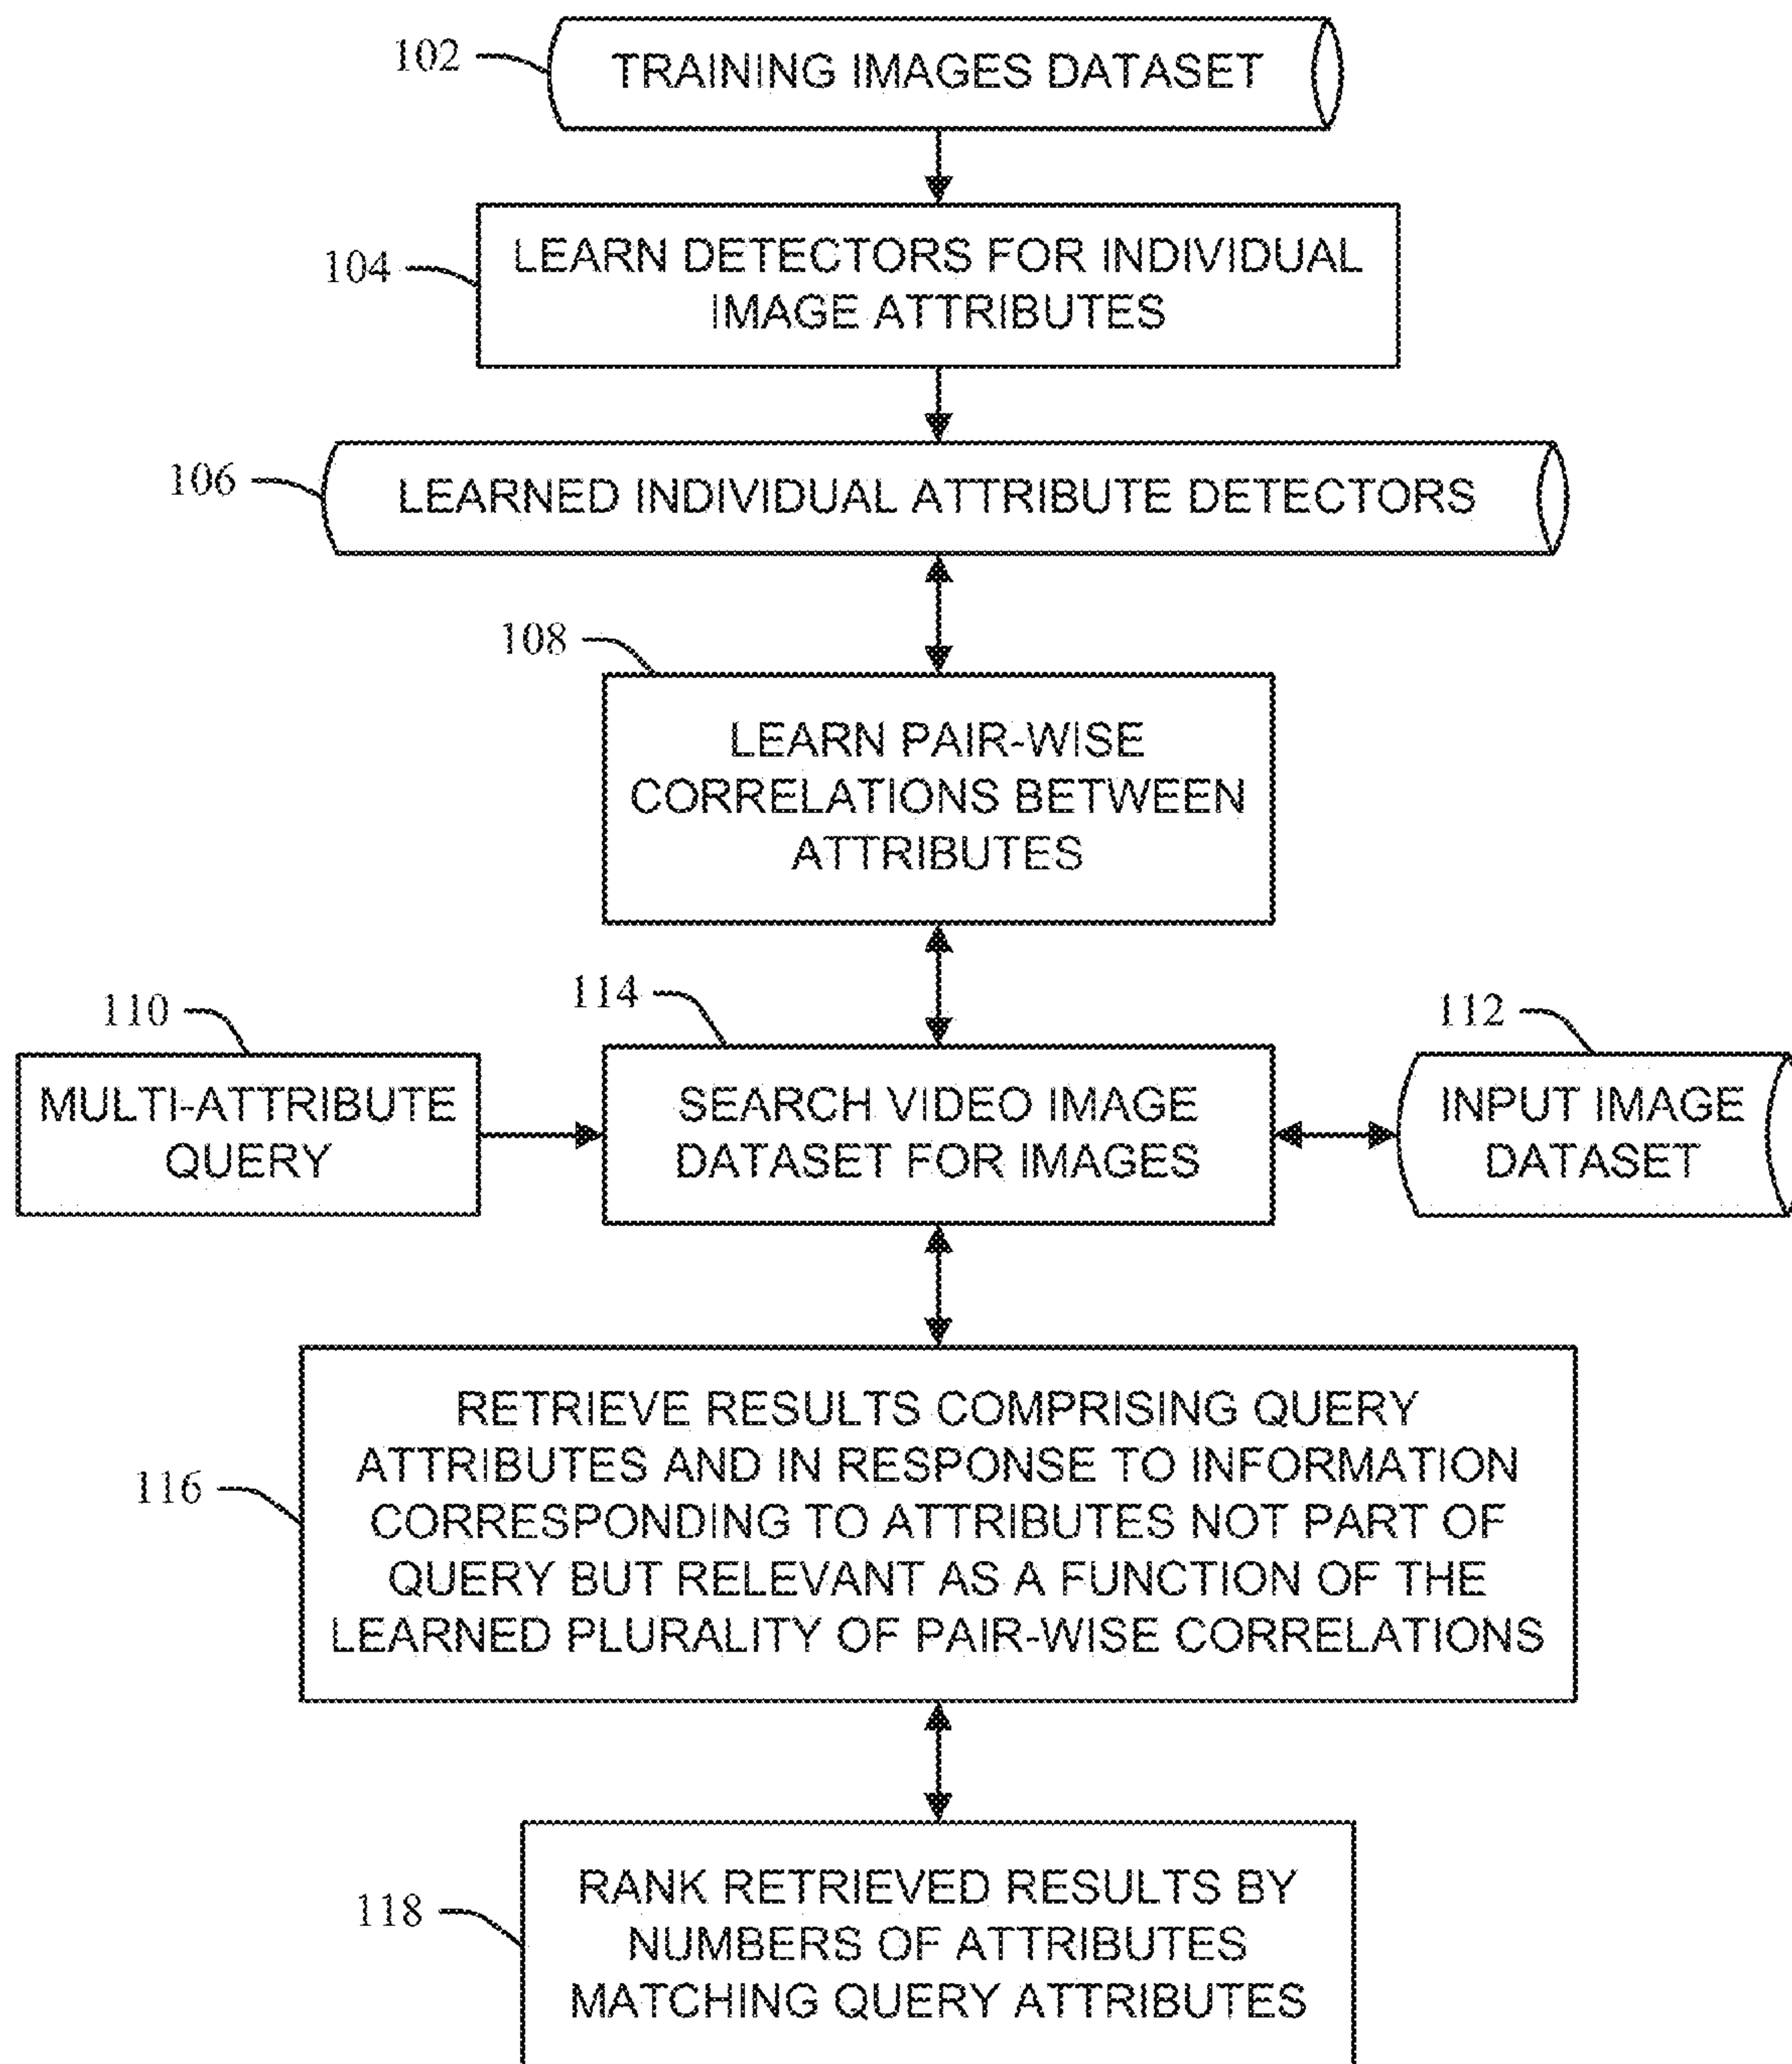 102
TRAINING IMAGES DATASET
104
LEARN DETECTORS FOR INDIVIDUAL
IMAGE ATTRIBUTES
106
LEARNED INDIVIDUAL ATTRIBUTE DETECTORS
108
LEARN PAIR-WISE
CORRELATIONS BETWEEN
ATTRIBUTES
110
MULTI-ATTRIBUTE
QUERY
114
SEARCH VIDEO IMAGE
DATASET FOR IMAGES
112
INPUT IMAGE
DATASET
116
RETRIEVE RESULTS COMPRISING QUERY
ATTRIBUTES AND IN RESPONSE TO INFORMATION
CORRESPONDING TO ATTRIBUTES NOT PART OF
QUERY BUT RELEVANT AS A FUNCTION OF THE
LEARNED PLURALITY OF PAIR-WISE CORRELATIONS
118
RANK RETRIEVED RESULTS BY
NUMBERS OF ATTRIBUTES
MATCHING QUERY ATTRIBUTES